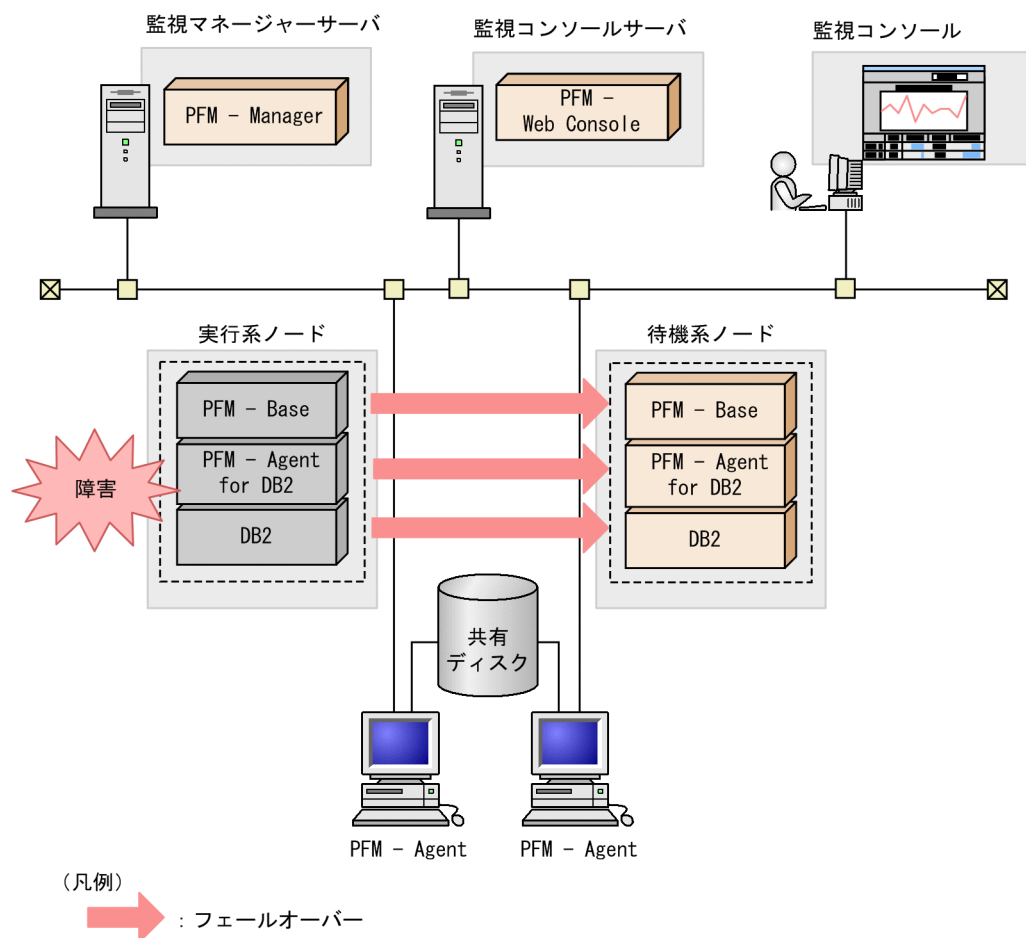 監視マネージャーサーバ
監視コンソールサーバ
監視コンソール
PFM - Manager
PFM -
Web Console
実行系ノード
待機系ノード
PFM - Base
PFM - Agent
for DB2
DB2
障害
PFM - Base
PFM - Agent
for DB2
DB2
共有
ディスク
PFM - Agent
PFM - Agent
(凡例)
: フェールオーバー